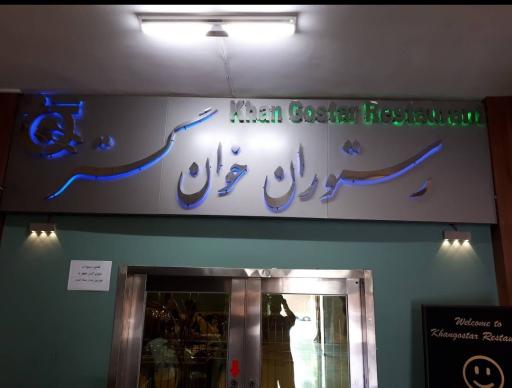 Khan Gostar Restaurant
رستوران خوان گستر
Welcome to
Khangostar Restau